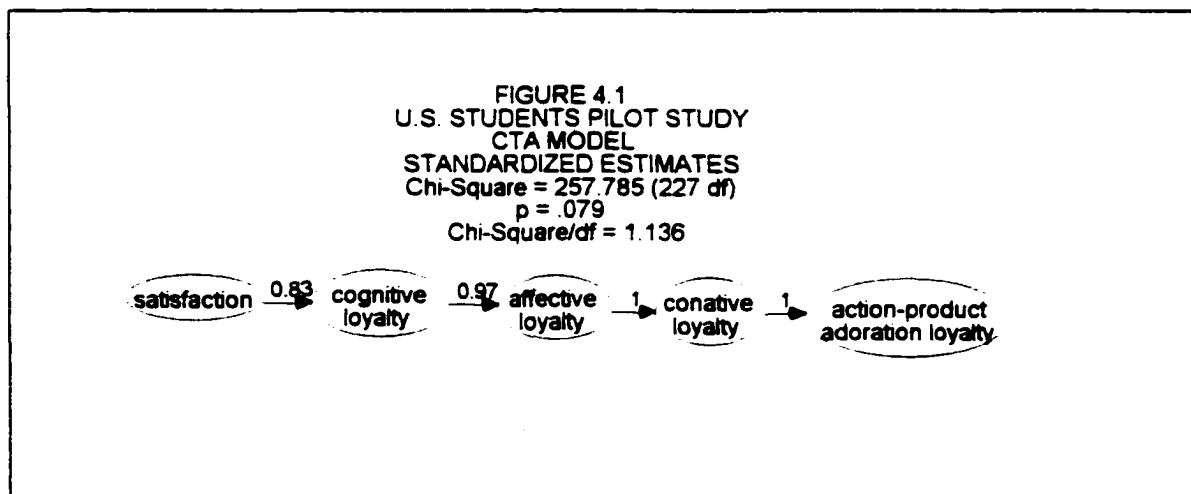 FIGURE 4.1
U.S. STUDENTS PILOT STUDY
CTA MODEL
STANDARDIZED ESTIMATES
Chi-Square = 257.785 (227 df)
p = .079
Chi-Square/df = 1.136
satisfaction
0.83
cognitive
loyalty
0.97
affective
loyalty
1
conative
loyalty
1
action-product
adoration loyalty